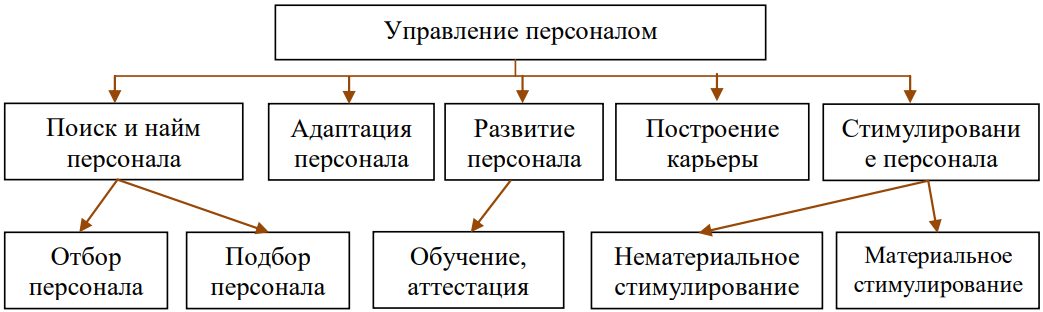 Управление персоналом
Поиск и найм
персонала
Адаптация
персонала
Развитие
персонала
Построение
карьеры
Стимулировани
е персонала
Отбор
персонала
Подбор
персонала
Обучение,
аттестация
Нематериальное
стимулирование
Материальное
стимулирование